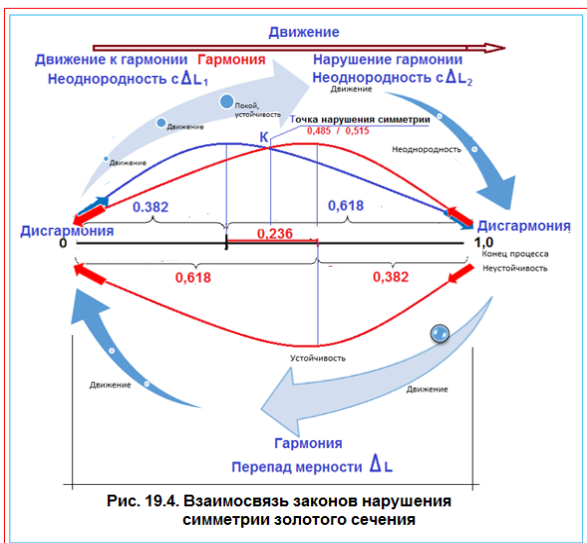 Движение
Движение к гармонии Гармония
Неоднородность с ΔL₁
Нарушение гармонии
Неоднородность с ΔL₂
Движение
Покой,
устойчивость
Движение
Движение
Точка нарушения симметрии
0,485 / 0,515
К
Неоднородность
0.382
0,618
Дисгармония
0
0,236
Дисгармония
1,0
Конец процесса
Неустойчивость
0,618
0,382
Устойчивость
Движение
Движение
Гармония
Перепад мерности ΔL
Рис. 19.4. Взаимосвязь законов нарушения
симметрии золотого сечения